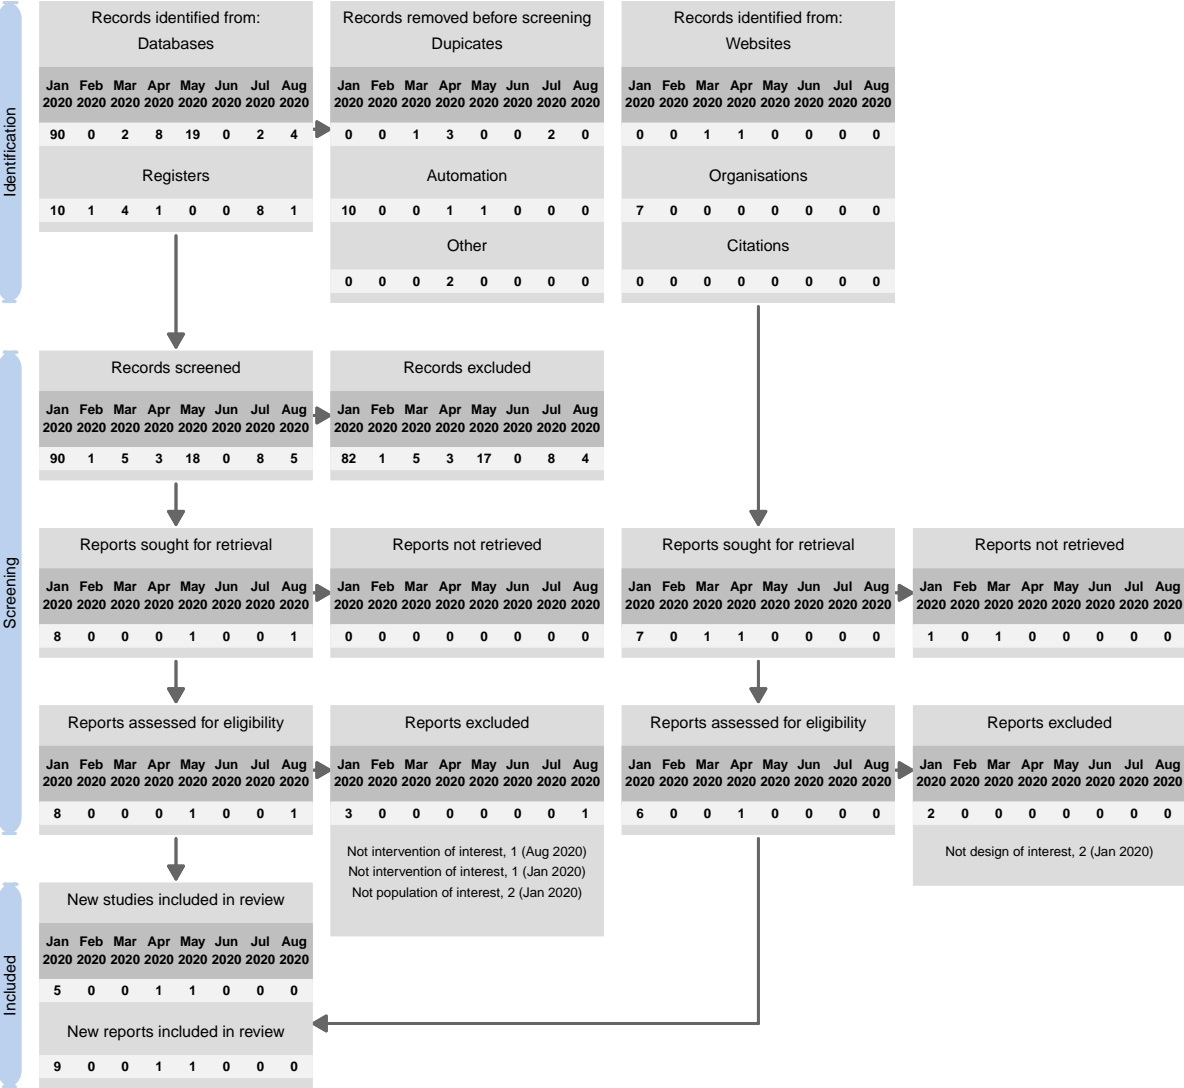 Identification
Records identified from:
Databases
Jan Feb Mar Apr May Jun Jul Aug
2020 2020 2020 2020 2020 2020 2020 2020
90 0 2 8 19 0 2 4
Registers
10 1 4 1 0 0 8 1
Records removed before screening
Dupicates
Jan Feb Mar Apr May Jun Jul Aug
2020 2020 2020 2020 2020 2020 2020 2020
0 0 1 3 0 0 2 0
Automation
10 0 0 1 1 0 0 0
Other
0 0 0 2 0 0 0 0
Records identified from:
Websites
Jan Feb Mar Apr May Jun Jul Aug
2020 2020 2020 2020 2020 2020 2020 2020
0 0 1 1 0 0 0 0
Organisations
7 0 0 0 0 0 0 0
Citations
0 0 0 0 0 0 0 0
Screening
Records screened
Jan Feb Mar Apr May Jun Jul Aug
2020 2020 2020 2020 2020 2020 2020 2020
90 1 5 3 18 0 8 5
Records excluded
Jan Feb Mar Apr May Jun Jul Aug
2020 2020 2020 2020 2020 2020 2020 2020
82 1 5 3 17 0 8 4
Reports sought for retrieval
Jan Feb Mar Apr May Jun Jul Aug
2020 2020 2020 2020 2020 2020 2020 2020
8 0 0 0 1 0 0 1
Reports not retrieved
Jan Feb Mar Apr May Jun Jul Aug
2020 2020 2020 2020 2020 2020 2020 2020
0 0 0 0 0 0 0 0
Reports sought for retrieval
Jan Feb Mar Apr May Jun Jul Aug
2020 2020 2020 2020 2020 2020 2020 2020
7 0 1 1 0 0 0 0
Reports not retrieved
Jan Feb Mar Apr May Jun Jul Aug
2020 2020 2020 2020 2020 2020 2020 2020
1 0 1 0 0 0 0 0
Reports assessed for eligibility
Jan Feb Mar Apr May Jun Jul Aug
2020 2020 2020 2020 2020 2020 2020 2020
8 0 0 0 1 0 0 1
Reports excluded
Jan Feb Mar Apr May Jun Jul Aug
2020 2020 2020 2020 2020 2020 2020 2020
3 0 0 0 0 0 0 1
Not intervention of interest, 1 (Aug 2020)
Not intervention of interest, 1 (Jan 2020)
Not population of interest, 2 (Jan 2020)
Reports assessed for eligibility
Jan Feb Mar Apr May Jun Jul Aug
2020 2020 2020 2020 2020 2020 2020 2020
6 0 0 1 0 0 0 0
Reports excluded
Jan Feb Mar Apr May Jun Jul Aug
2020 2020 2020 2020 2020 2020 2020 2020
2 0 0 0 0 0 0 0
Not design of interest, 2 (Jan 2020)
Included
New studies included in review
Jan Feb Mar Apr May Jun Jul Aug
2020 2020 2020 2020 2020 2020 2020 2020
5 0 0 1 1 0 0 0
New reports included in review
9 0 0 1 1 0 0 0